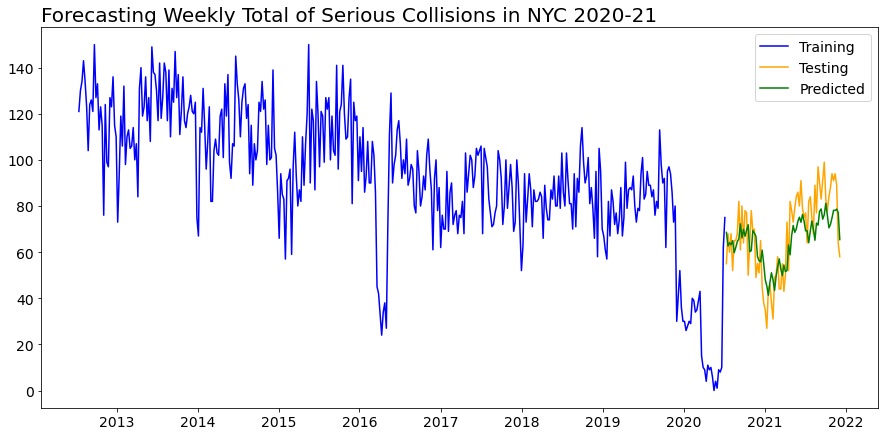 Forecasting Weekly Total of Serious Collisions in NYC 2020-21
Training
Testing
Predicted
140
120
100
80
60
40
20
0
2013 2014 2015 2016 2017 2018 2019 2020 2021 2022